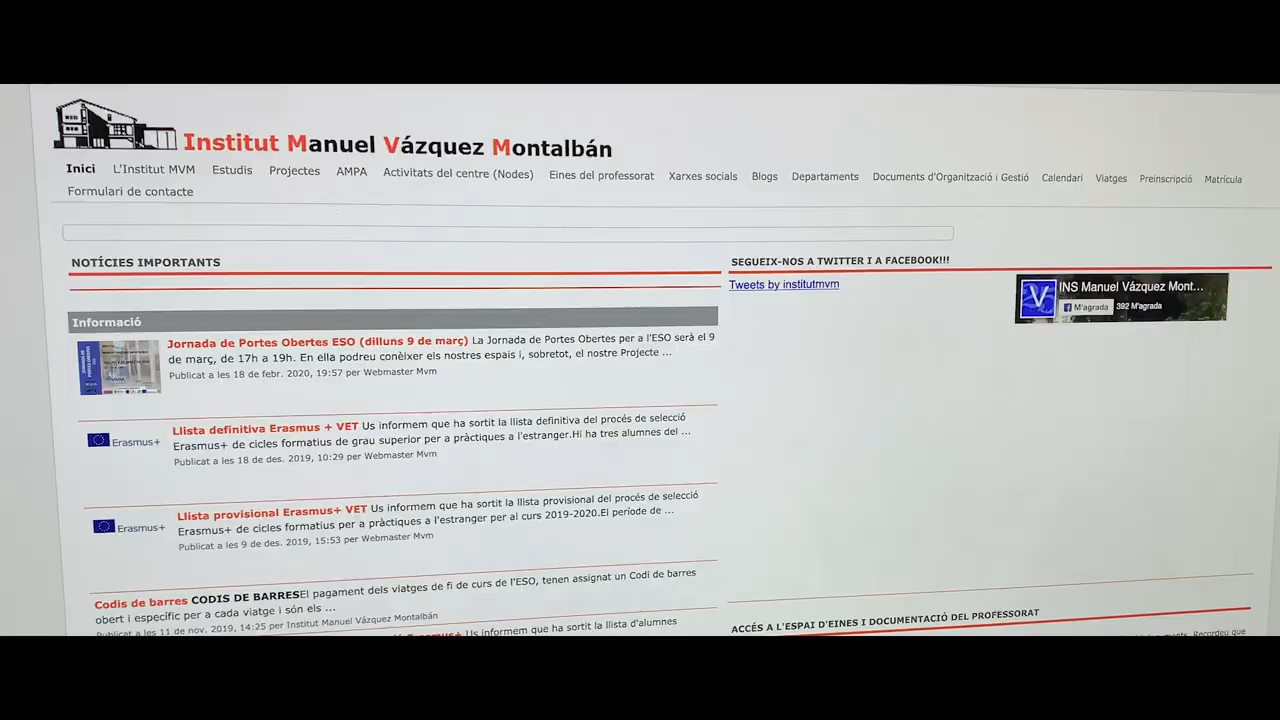 Institut Manuel Vázquez Montalbán
Inici L'Institut MVM Estudis Projectes AMPA Activitats del centre (Nodes) Eines del professorat Xarxes socials Blogs Departaments Documents d'Organització i Gestió Calendari Viatges Preinscripció Matrícula
Formulari de contacte
NOTÍCIES IMPORTANTS
Informació
Jornada de Portes Obertes ESO (dilluns 9 de març) La Jornada de Portes Obertes per a l'ESO serà el 9
de març, de 17h a 19h. En ella podreu conèixer els nostres espais i, sobretot, el nostre Projecte ...
Publicat a les 18 de febr. 2020, 19:57 per Webmaster Mvm
Erasmus+
Llista definitiva Erasmus + VET Us informem que ha sortit la llista definitiva del procés de selecció
Erasmus+ de cicles formatius de grau superior per a pràctiques a l'estranger.Hi ha tres alumnes del ...
Publicat a les 18 de des. 2019, 10:29 per Webmaster Mvm
Erasmus+
Llista provisional Erasmus+ VET Us informem que ha sortit la llista provisional del procés de selecció
Erasmus+ de cicles formatius per a pràctiques a l'estranger per al curs 2019-2020.El període de ...
Publicat a les 9 de des. 2019, 15:53 per Webmaster Mvm
Codis de barres CODIS DE BARRESEl pagament dels viatges de fi de curs de l'ESO, tenen assignat un Codi de barres
obert i específic per a cada viatge i són els ...
Publicat a les 11 de nov. 2019, 14:25 per Institut Manuel Vázquez Montalbán
Erasmus+ Us informem que ha sortit la llista d'alumnes
SEGUEIX-NOS A TWITTER I A FACEBOOK!!!
Tweets by institutmvm
V
INS Manuel Vázquez Mont...
M'agrada 392 M'agrada
ACCÉS A L'ESPAI D'EINES I DOCUMENTACIÓ DEL PROFESSORAT
Recordeu que